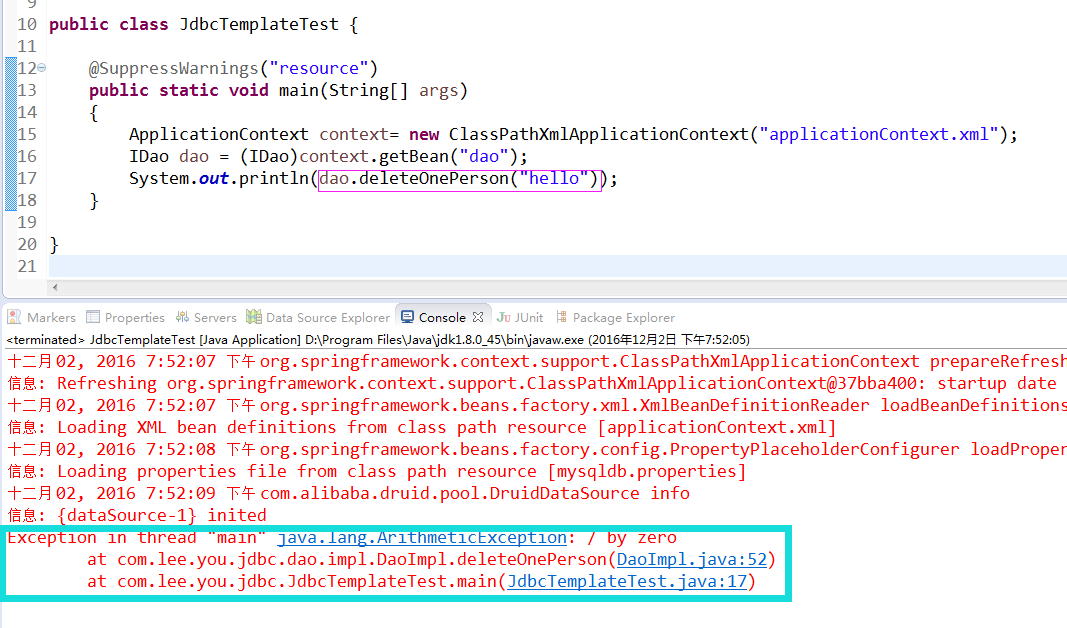 9
10 public class JdbcTemplateTest {
11
12 @SuppressWarnings("resource")
13 public static void main(String[] args)
14 {
15 ApplicationContext context= new ClassPathXmlApplicationContext("applicationContext.xml");
16 IDao dao = (IDao)context.getBean("dao");
17 System.out.println(dao.deleteOnePerson("hello"));
18 }
19
20 }
21
Markers Properties Servers Data Source Explorer Console JUnit Package Explorer
<terminated> JdbcTemplateTest [Java Application] D:\Program Files\Java\jdk1.8.0_45\bin\javaw.exe (2016年12月2日 下午7:52:05)
十二月 02, 2016 7:52:07 下午 org.springframework.context.support.ClassPathXmlApplicationContext prepareRefresh
信息: Refreshing org.springframework.context.support.ClassPathXmlApplicationContext@37bba400: startup date
十二月 02, 2016 7:52:07 下午 org.springframework.beans.factory.xml.XmlBeanDefinitionReader loadBeanDefinitions
信息: Loading XML bean definitions from class path resource [applicationContext.xml]
十二月 02, 2016 7:52:08 下午 org.springframework.beans.factory.config.PropertyPlaceholderConfigurer loadProper
信息: Loading properties file from class path resource [mysqldb.properties]
十二月 02, 2016 7:52:09 下午 com.alibaba.druid.pool.DruidDataSource info
信息: {dataSource-1} inited
Exception in thread "main" java.lang.ArithmeticException: / by zero
at com.lee.you.jdbc.dao.impl.DaoImpl.deleteOnePerson(DaoImpl.java:52)
at com.lee.you.jdbc.JdbcTemplateTest.main(JdbcTemplateTest.java:17)